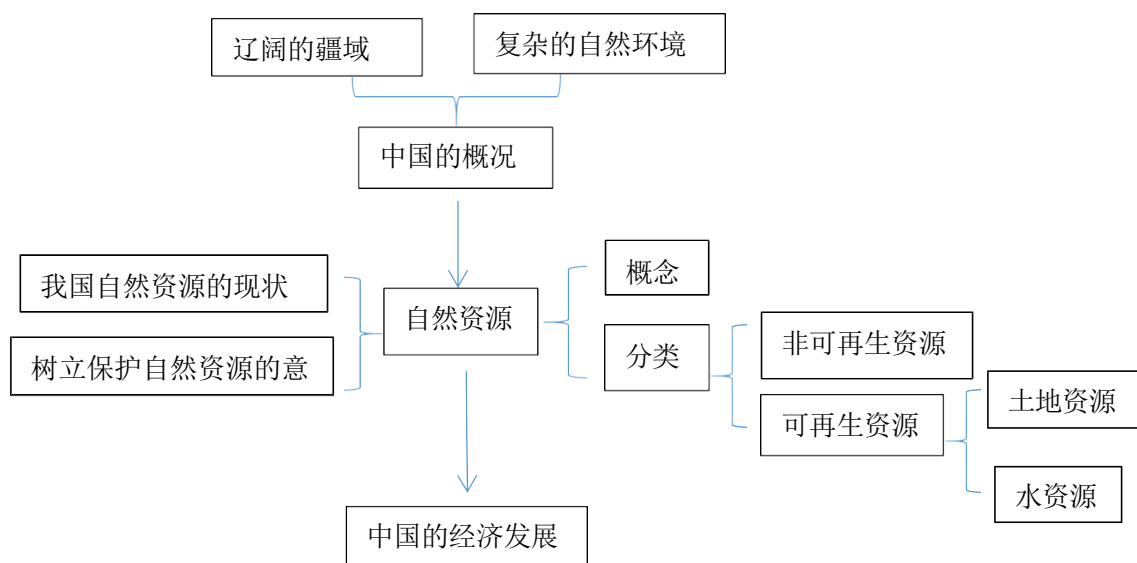 辽阔的疆域
复杂的自然环境
中国的概况
我国自然资源的现状
树立保护自然资源的意
自然资源
概念
分类
非可再生资源
可再生资源
土地资源
水资源
中国的经济发展